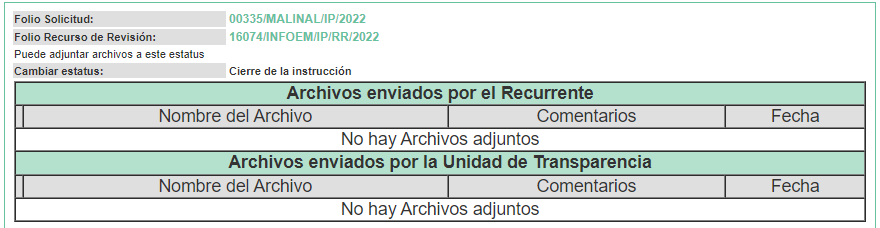 Folio Solicitud: 00335/MALINAL/IP/2022
Folio Recurso de Revisión: 16074/INFOEM/IP/RR/2022
Puede adjuntar archivos a este estatus
Cambiar estatus: Cierre de la instrucción
Archivos enviados por el Recurrente
Nombre del Archivo Comentarios Fecha
No hay Archivos adjuntos
Archivos enviados por la Unidad de Transparencia
Nombre del Archivo Comentarios Fecha
No hay Archivos adjuntos